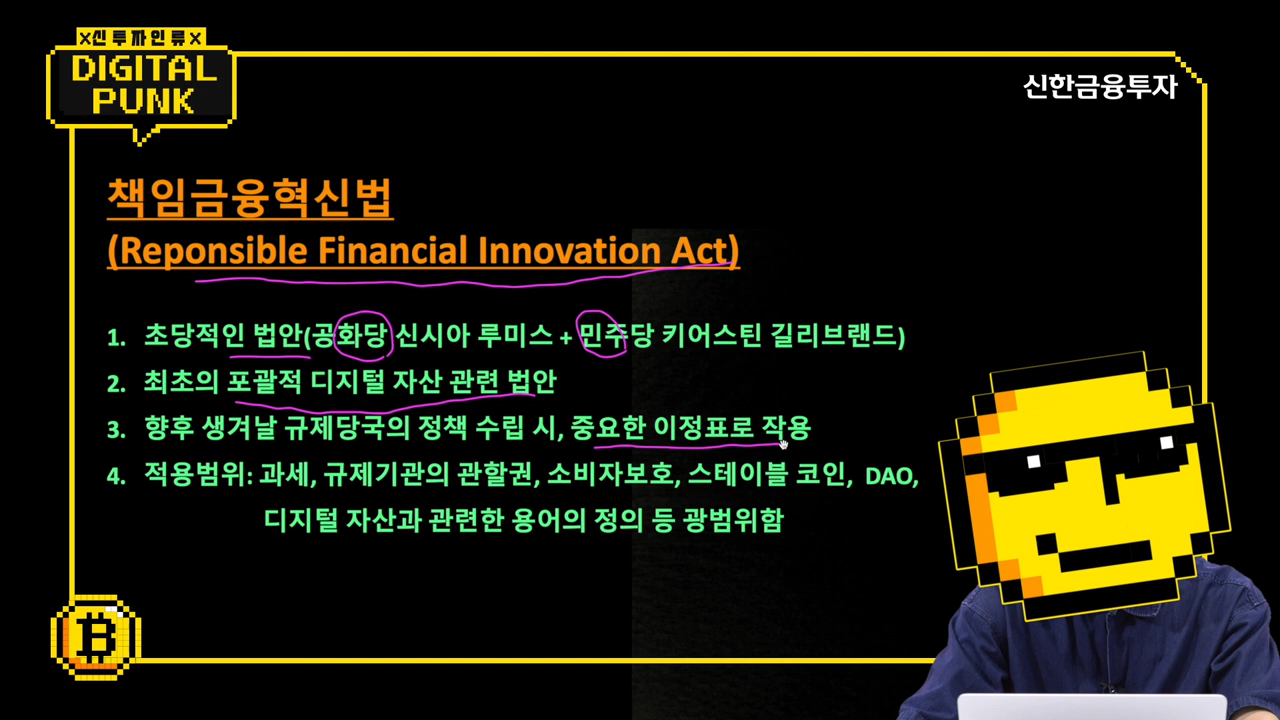 X신투자인류X
DIGITAL
PUNK
신한금융투자
책임금융혁신법
(Reponsible Financial Innovation Act)
1. 초당적인 법안(공화당 신시아 루미스 + 민주당 키어스틴 길리브랜드)
2. 최초의 포괄적 디지털 자산 관련 법안
3. 향후 생겨날 규제당국의 정책 수립 시, 중요한 이정표로 작용
4. 적용범위: 과세, 규제기관의 관할권, 소비자보호, 스테이블 코인, DAO,
디지털 자산과 관련한 용어의 정의 등 광범위함